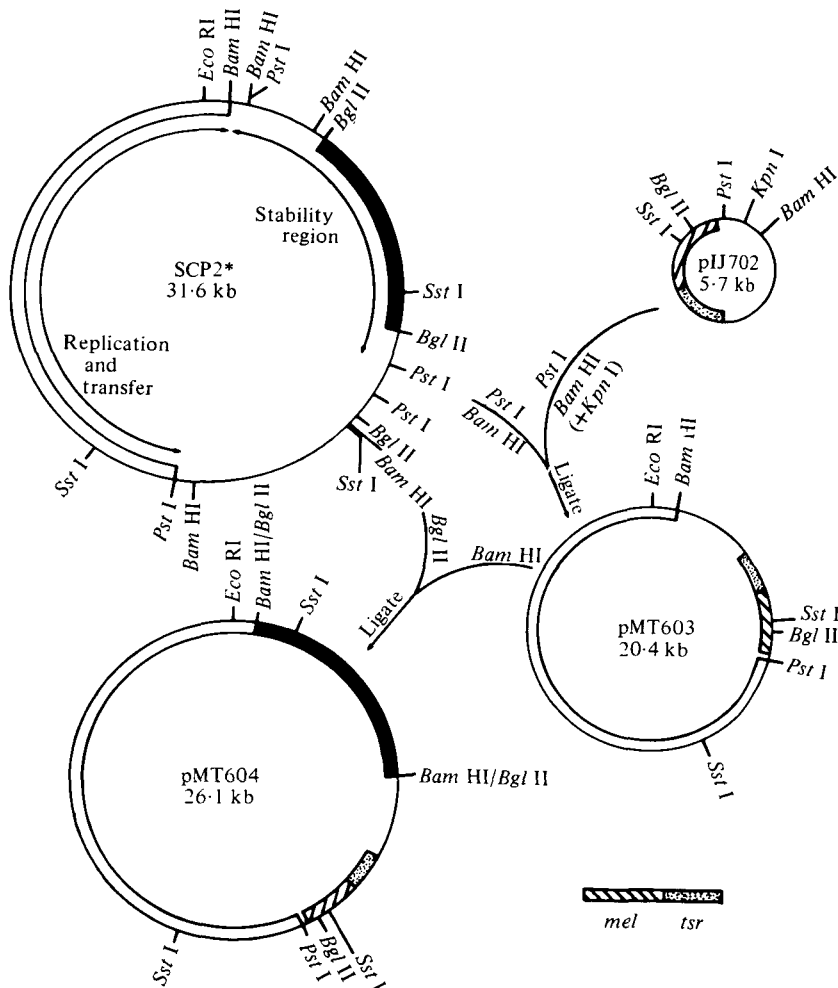 Eco RI
Bam HI
Bam HI
Pst I
Bam HI
Bgl II
Stability
region
SCP2*
31·6 kb
Replication
and
transfer
Sst I
Bgl II
Pst I
Pst I
Bgl II
Bam HI
Sst I
Sst I
Pst I
Bam HI
Pst I
Kpn I
Bam HI
Bgl II
Sst I
pIJ702
5·7 kb
Pst I
Bam HI
Pst I
Bam HI
(+Kpn I)
Ligate
Eco RI
Bam HI
pMT603
20·4 kb
Sst I
Bgl II
Pst I
Sst I
Bgl II
Bam HI
Ligate
Eco RI
Bam HI/Bgl II
Sst I
pMT604
26·1 kb
Bam HI/Bgl II
Sst I
Pst I
Bgl II
Sst I
mel
tsr